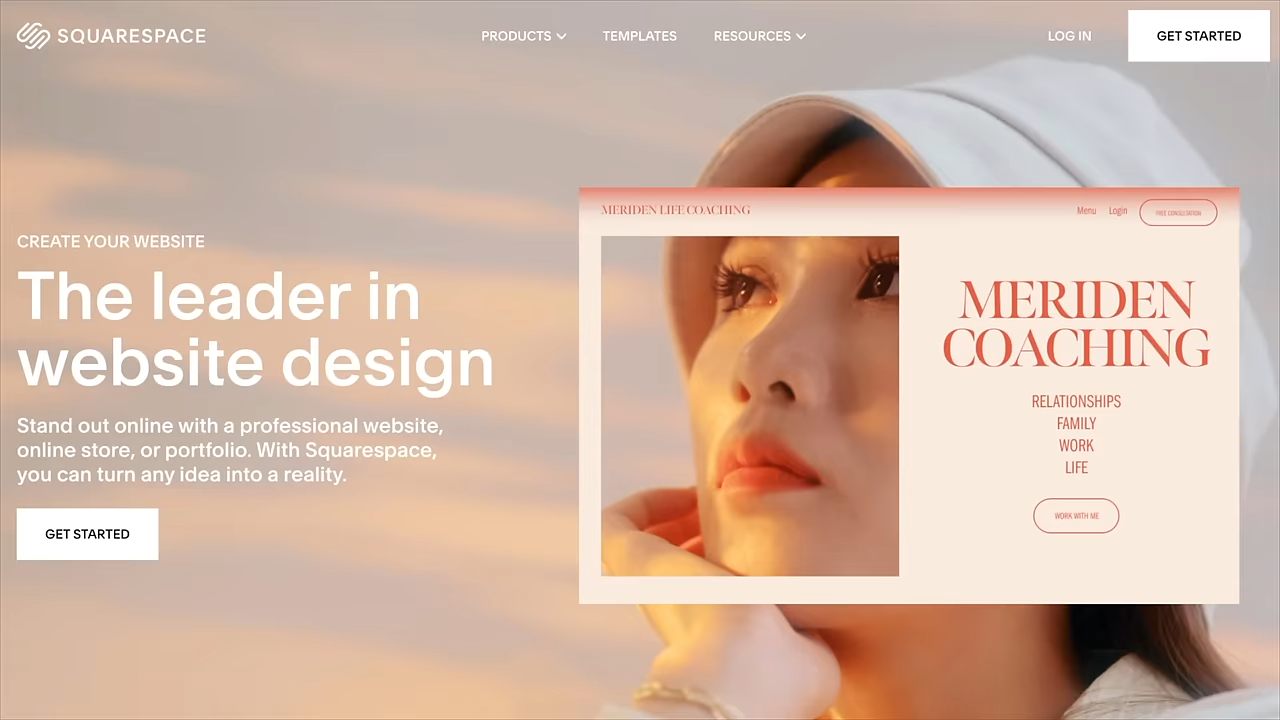 SQUARESPACE
PRODUCTS
TEMPLATES
RESOURCES
LOG IN
GET STARTED
CREATE YOUR WEBSITE
The leader in
website design
Stand out online with a professional website,
online store, or portfolio. With Squarespace,
you can turn any idea into a reality.
GET STARTED
MERIDEN LIFE COACHING
Menu
Login
FREE CONSULTATION
MERIDEN
COACHING
RELATIONSHIPS
FAMILY
WORK
LIFE
WORK WITH ME